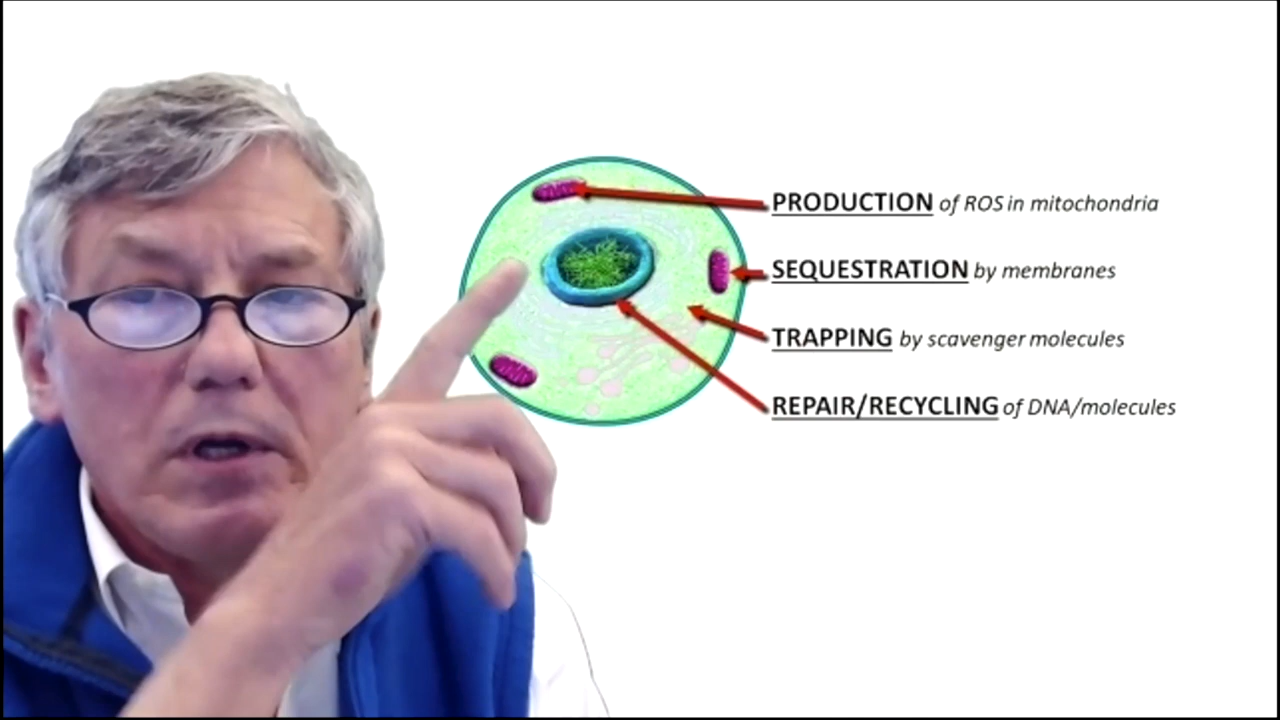 PRODUCTION of ROS in mitochondria
SEQUESTRATION by membranes
TRAPPING by scavenger molecules
REPAIR/RECYCLING of DNA/molecules